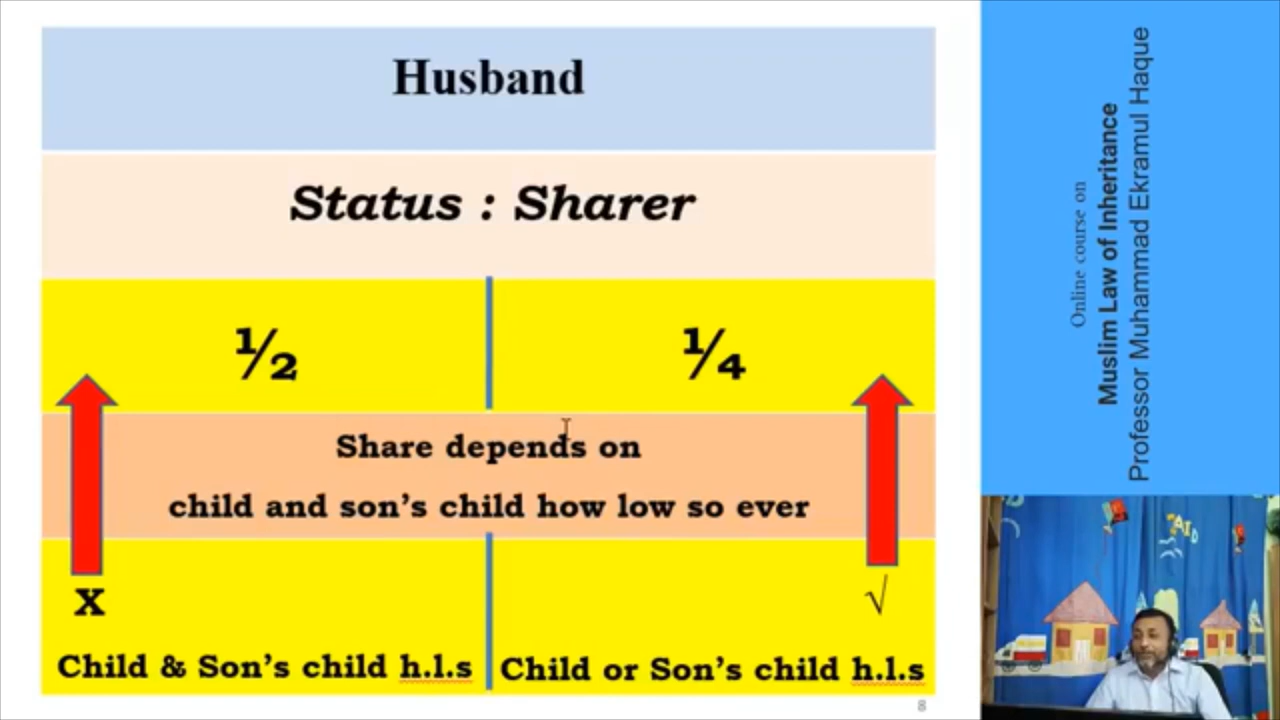 Husband
Status : Sharer
½
¼
Share depends on
child and son's child how low so ever
X
√
Child & Son's child h.l.s
Child or Son's child h.l.s
8
Online course on
Muslim Law of Inheritance
Professor Muhammad Ekramul Haque